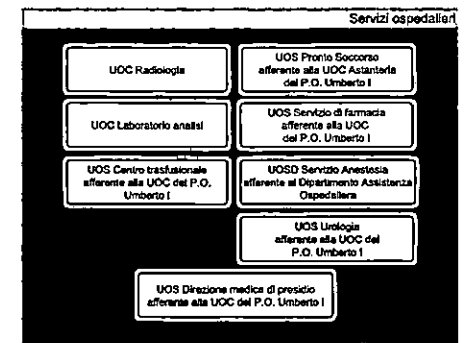 Servizi ospedalieri
UOC Radiologia
UOS Pronto Soccorso
afferente alla UOC Astanteria
del P.O. Umberto I
UOC Laboratorio analisi
UOS Servizio di farmacia
afferente alla UOC
del P.O. Umberto I
UOS Centro trasfusionale
afferente alla UOC del P.O.
Umberto I
UOSD Servizio Anestesia
afferente al Dipartimento Assistenza
Ospedaliera
UOS Urologia
afferente alla UOC del
P.O. Umberto I
UOS Direzione medica di presidio
afferente alla UOC del P.O. Umberto I